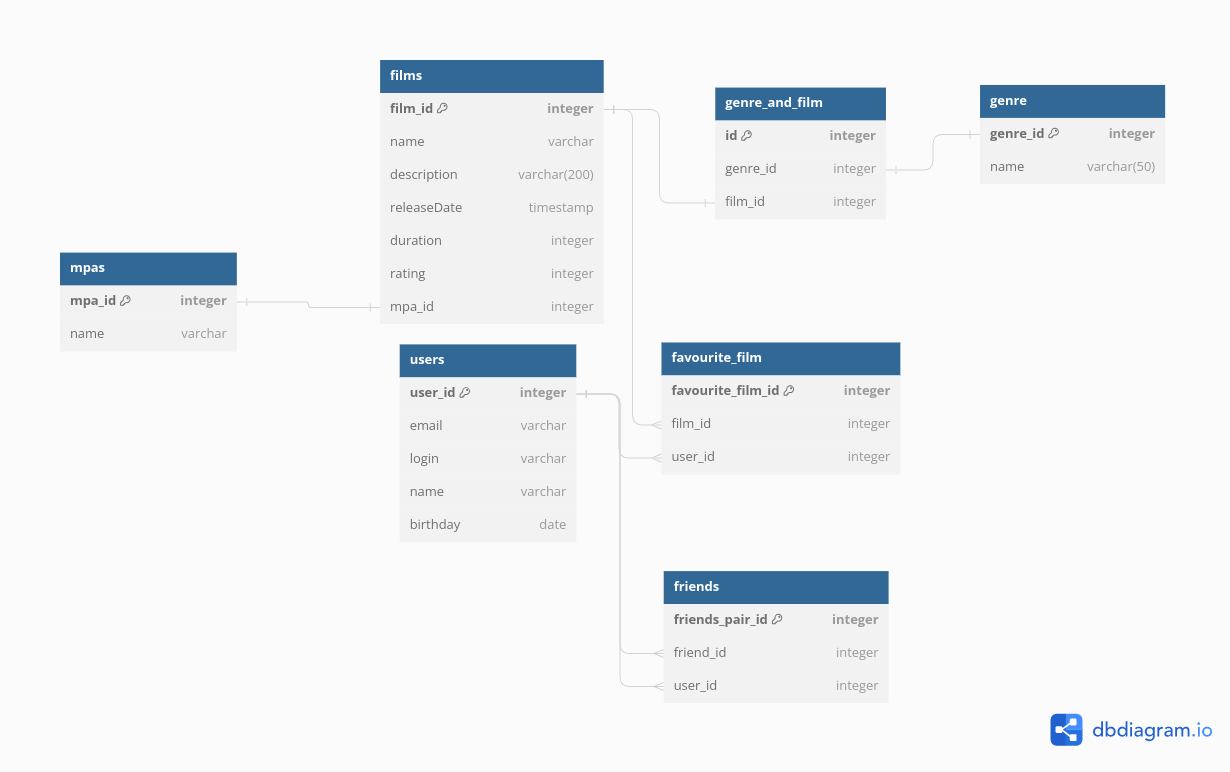 films
film_id integer
name varchar
description varchar(200)
releaseDate timestamp
duration integer
rating integer
mpa_id integer
genre_and_film
id integer
genre_id integer
film_id integer
genre
genre_id integer
name varchar(50)
mpas
mpa_id integer
name varchar
users
user_id integer
email varchar
login varchar
name varchar
birthday date
favourite_film
favourite_film_id integer
film_id integer
user_id integer
friends
friends_pair_id integer
friend_id integer
user_id integer
dbdiagram.io